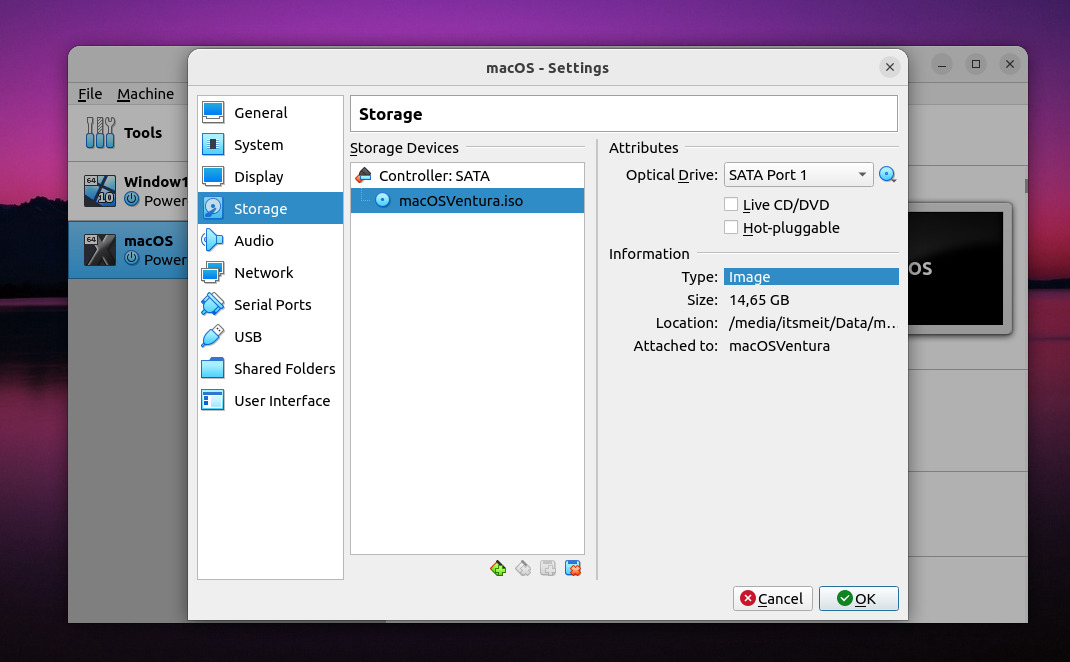 macOS - Settings
File Machine
Tools
64
10
Window1
Power
64
X
macOS
Power
General
System
Display
Storage
Audio
Network
Serial Ports
USB
Shared Folders
User Interface
Storage
Storage Devices
Controller: SATA
macOSVentura.iso
Attributes
Optical Drive: SATA Port 1
Live CD/DVD
Hot-pluggable
Information
Type: Image
Size: 14,65 GB
Location: /media/itsmeit/Data/m...
Attached to: macOSVentura
OS
Cancel
OK